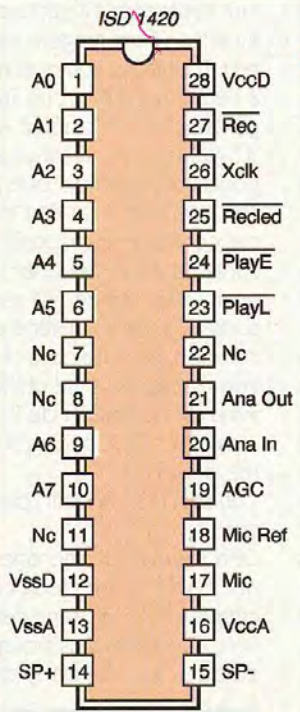 ISD 1420
A0 1 28 VccD
A1 2 27 Rec
A2 3 26 Xclk
A3 4 25 Recled
A4 5 24 PlayE
A5 6 23 PlayL
Nc 7 22 Nc
Nc 8 21 Ana Out
A6 9 20 Ana In
A7 10 19 AGC
Nc 11 18 Mic Ref
VssD 12 17 Mic
VssA 13 16 VccA
SP+ 14 15 SP-